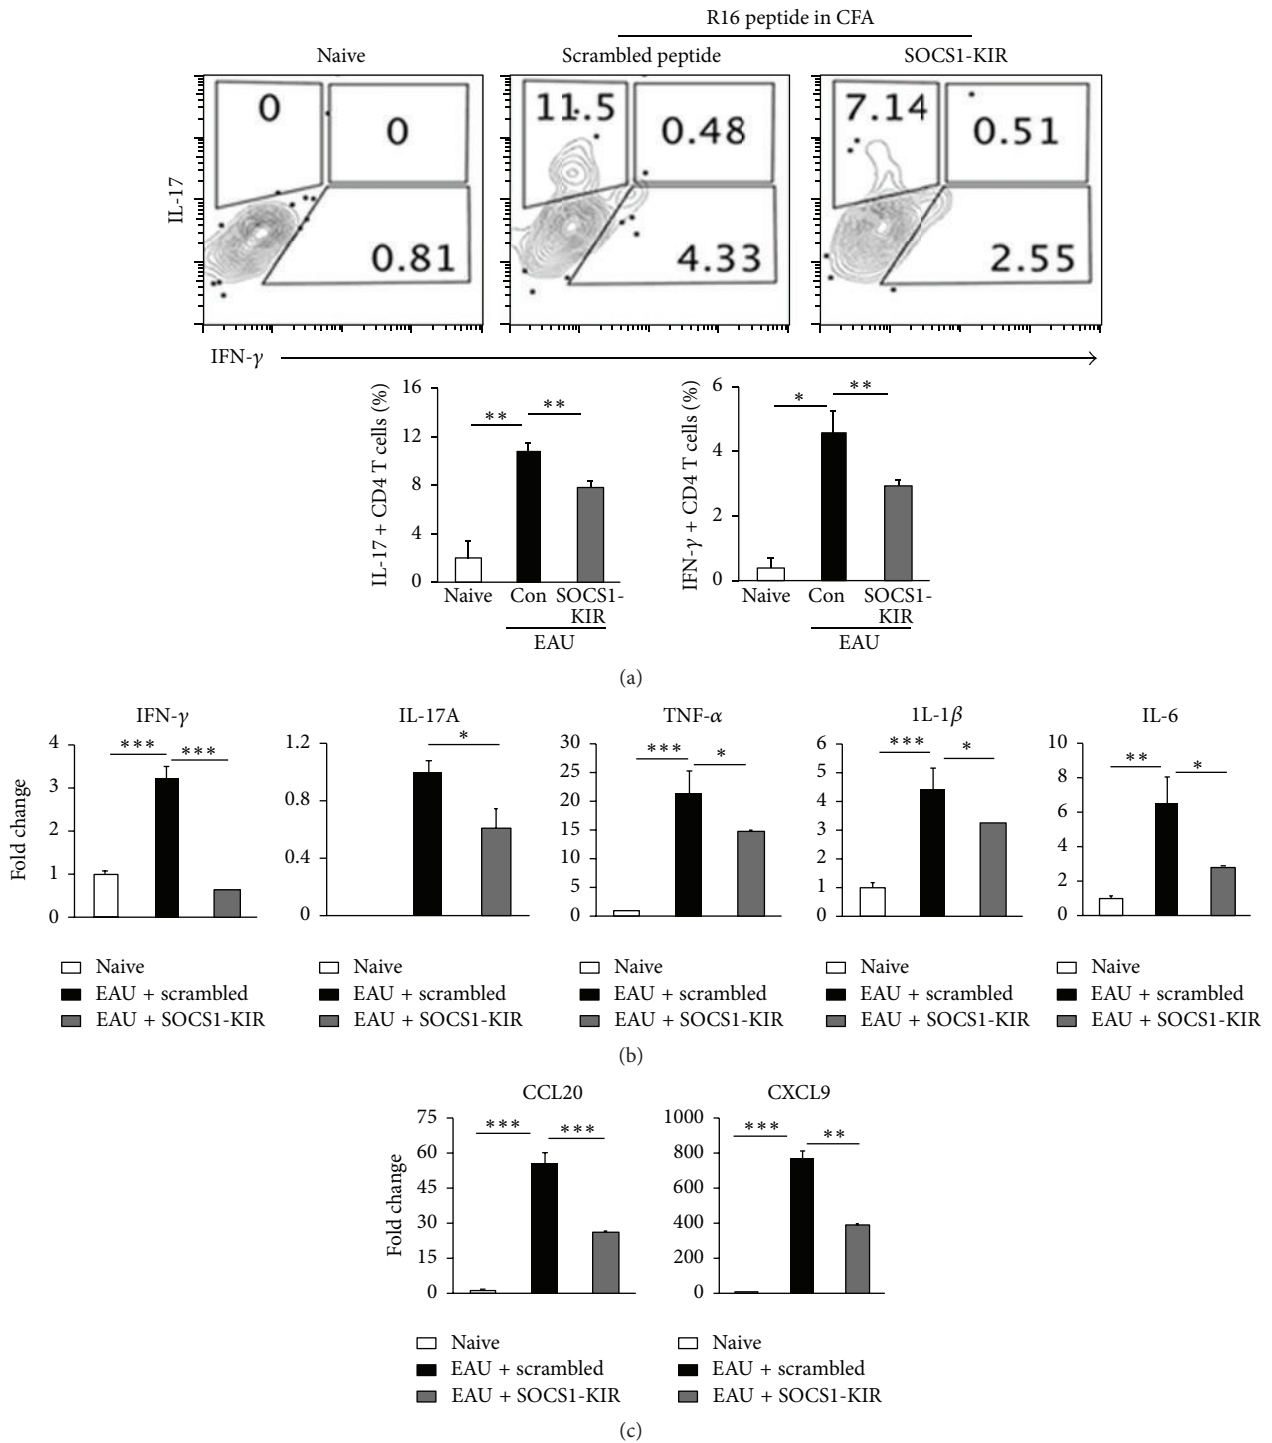 R16 peptide in CFA
Naive
Scrambled peptide
SOCS1-KIR
0
0
0.81
11.5
0.48
4.33
7.14
0.51
2.55
IL-17
IFN-γ
IL-17 + CD4 T cells (%)
16
12
8
4
0
** **
Naive Con SOCS1-
KIR
EAU
IFN-γ + CD4 T cells (%)
6
4
2
0
* **
Naive Con SOCS1-
KIR
EAU
(a)
Fold change
IFN-γ
4
3
2
1
0
*** ***
Naive
EAU + scrambled
EAU + SOCS1-KIR
IL-17A
1.2
0.8
0.4
0
*
Naive
EAU + scrambled
EAU + SOCS1-KIR
TNF-α
30
25
20
15
10
5
0
*** *
Naive
EAU + scrambled
EAU + SOCS1-KIR
1L-1β
6
5
4
3
2
1
0
*** *
Naive
EAU + scrambled
EAU + SOCS1-KIR
IL-6
10
8
6
4
2
0
** *
Naive
EAU + scrambled
EAU + SOCS1-KIR
(b)
Fold change
CCL20
75
60
45
30
15
0
*** ***
Naive
EAU + scrambled
EAU + SOCS1-KIR
CXCL9
1000
800
600
400
200
0
*** **
Naive
EAU + scrambled
EAU + SOCS1-KIR
(c)